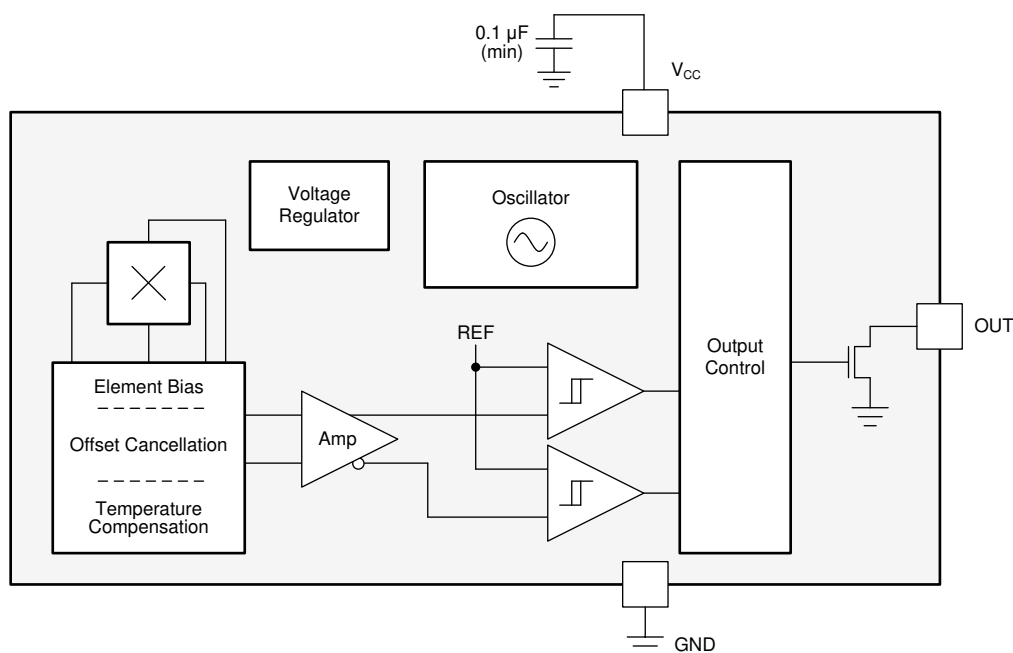 0.1 µF
(min)
VCC
Voltage
Regulator
Oscillator
REF
OUT
Output
Control
Element Bias
Offset Cancellation
Amp
Temperature
Compensation
GND